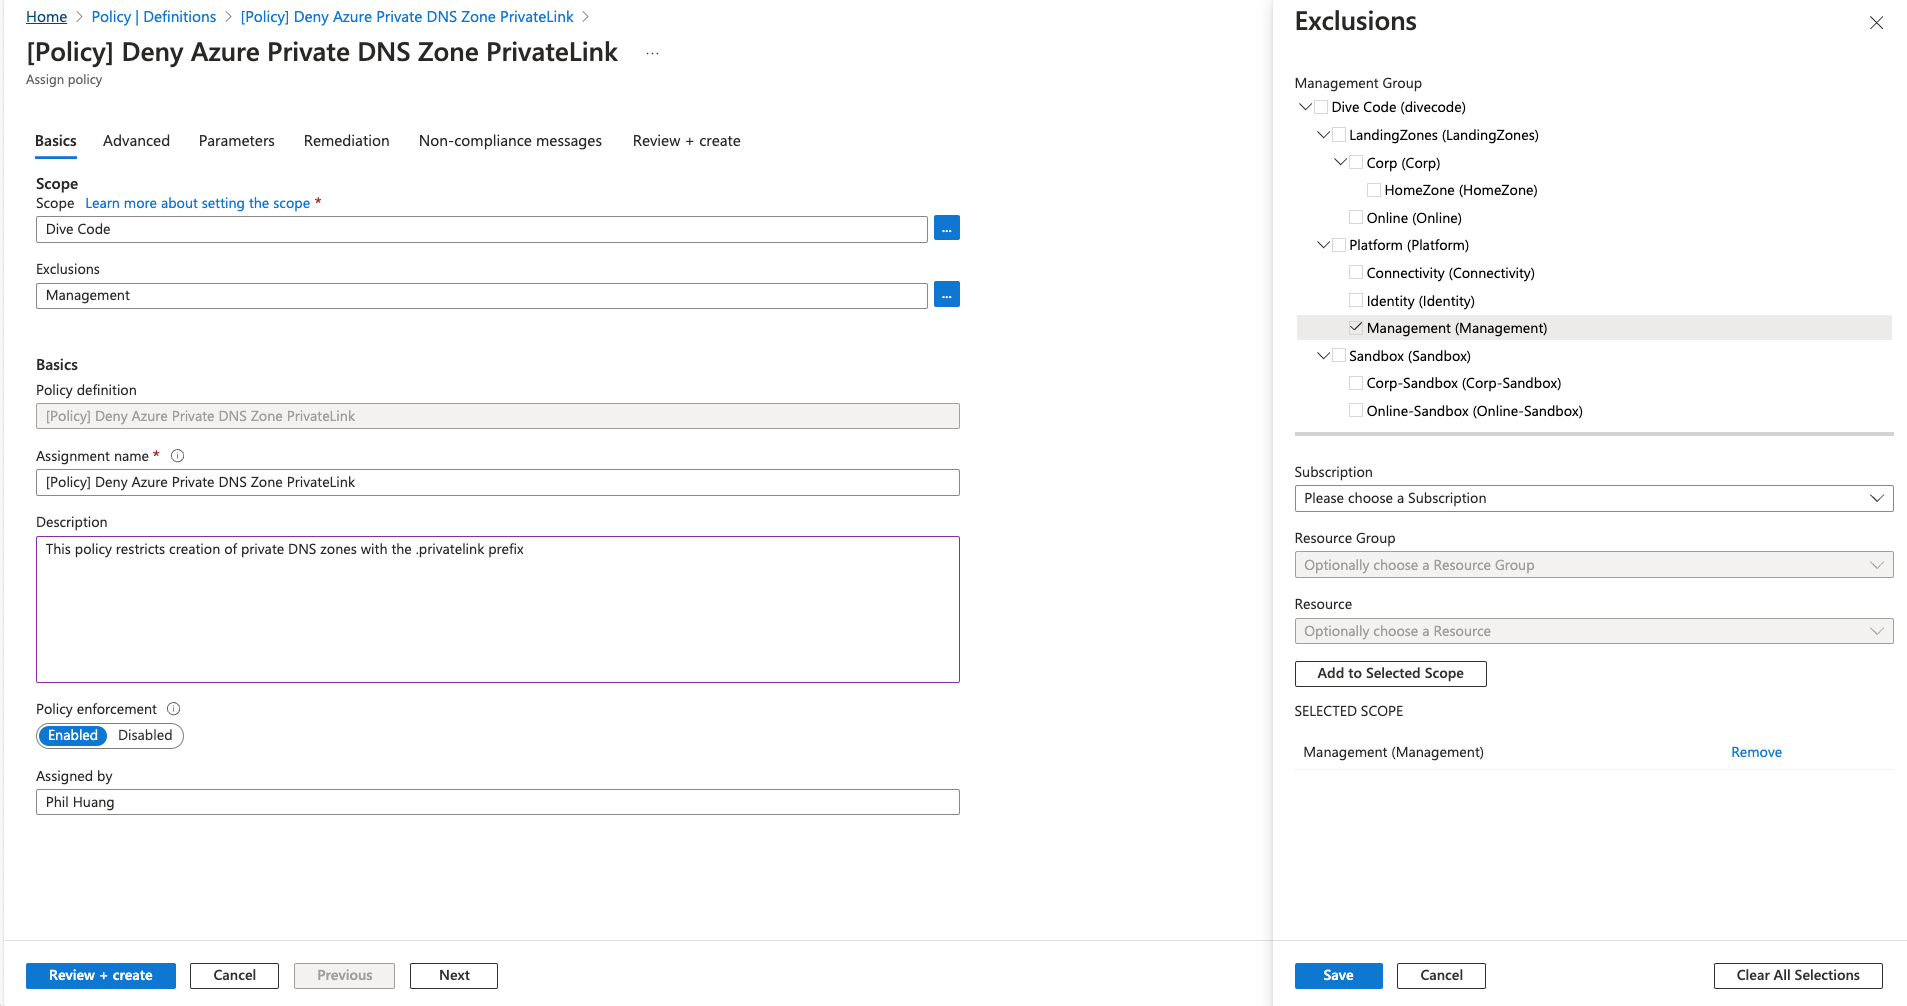 Home > Policy | Definitions > [Policy] Deny Azure Private DNS Zone PrivateLink >
[Policy] Deny Azure Private DNS Zone PrivateLink ...
Assign policy
Basics Advanced Parameters Remediation Non-compliance messages Review + create
Scope
Scope Learn more about setting the scope *
Dive Code
...
Exclusions
Management
...
Basics
Policy definition
[Policy] Deny Azure Private DNS Zone PrivateLink
Assignment name *
[Policy] Deny Azure Private DNS Zone PrivateLink
Description
This policy restricts creation of private DNS zones with the .privatelink prefix
Policy enforcement
Enabled Disabled
Assigned by
Phil Huang
Review + create Cancel Previous Next
Exclusions
Management Group
Dive Code (divecode)
LandingZones (LandingZones)
Corp (Corp)
HomeZone (HomeZone)
Online (Online)
Platform (Platform)
Connectivity (Connectivity)
Identity (Identity)
Management (Management)
Sandbox (Sandbox)
Corp-Sandbox (Corp-Sandbox)
Online-Sandbox (Online-Sandbox)
Subscription
Please choose a Subscription
Resource Group
Optionally choose a Resource Group
Resource
Optionally choose a Resource
Add to Selected Scope
SELECTED SCOPE
Management (Management) Remove
Save Cancel Clear All Selections